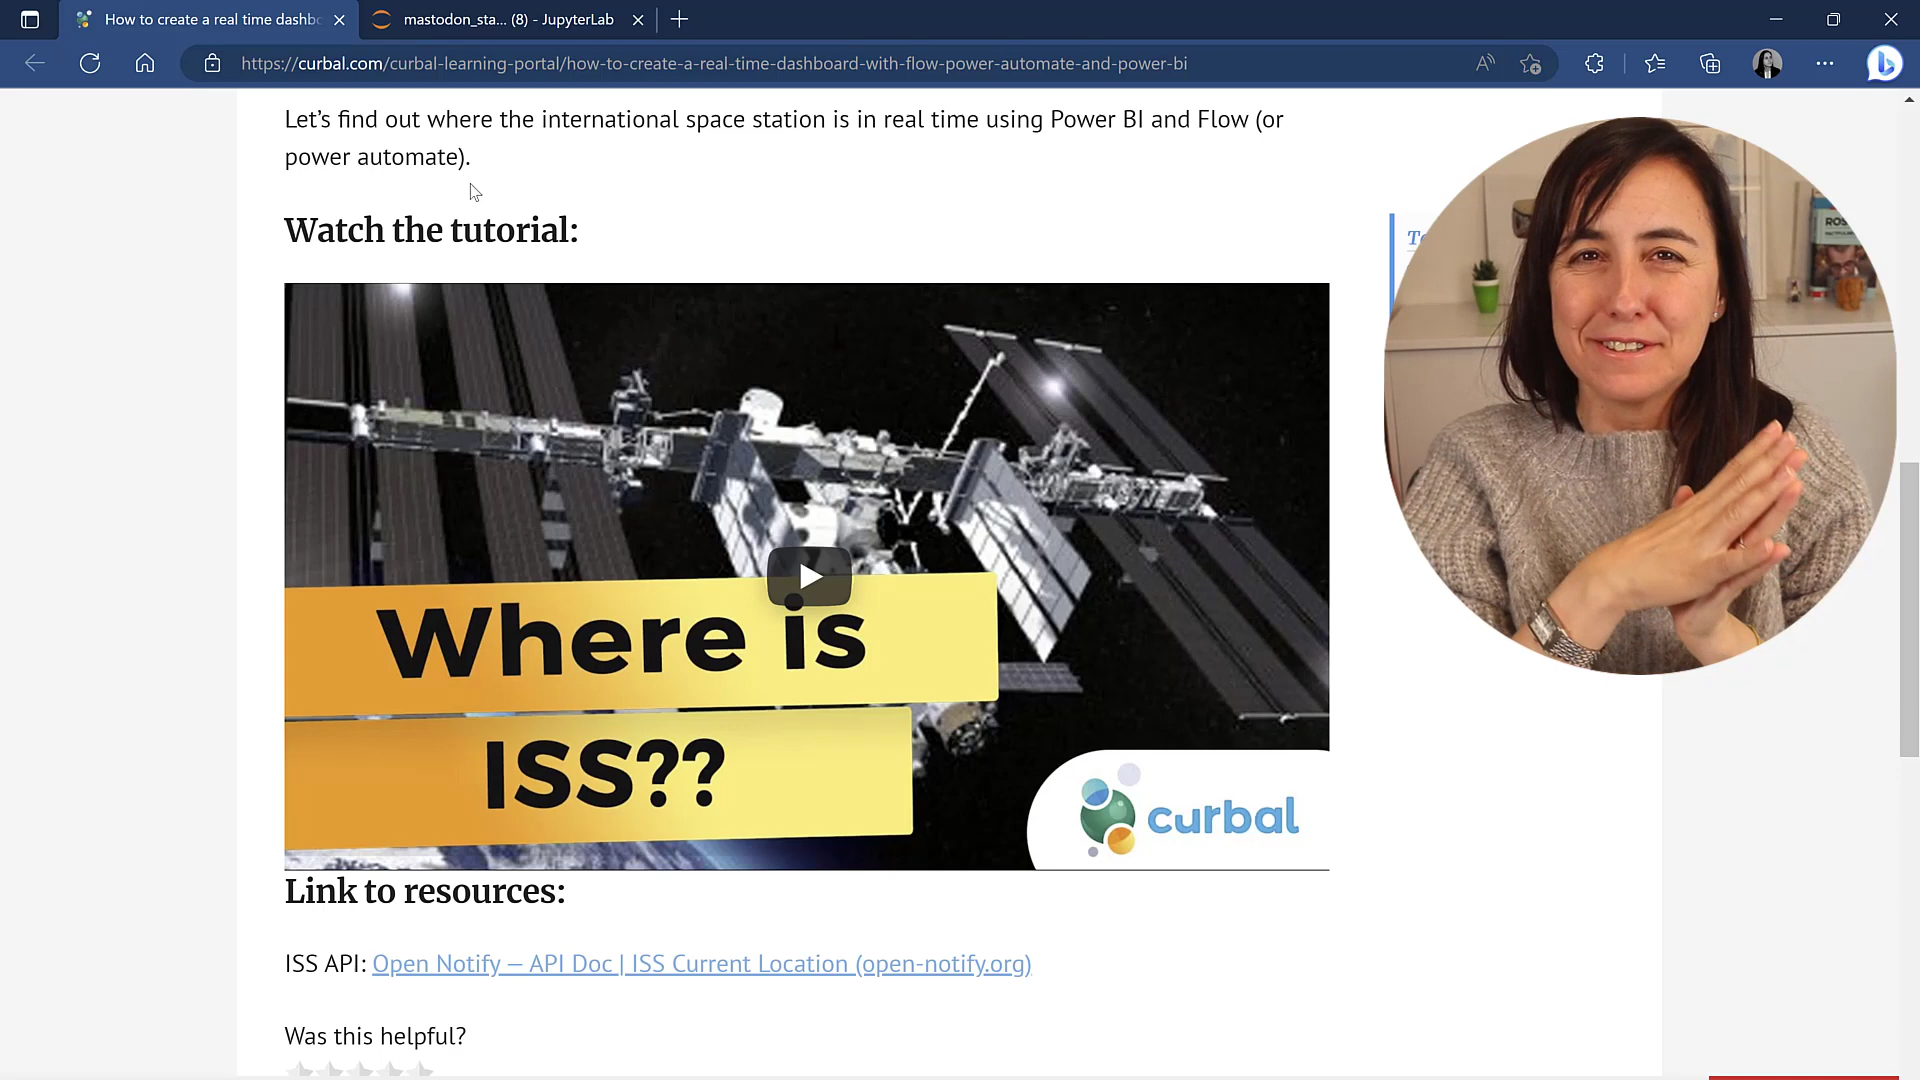 How to create a real time dashbo
mastodon_sta... (8) - JupyterLab
https://curbal.com/curbal-learning-portal/how-to-create-a-real-time-dashboard-with-flow-power-automate-and-power-bi
Let's find out where the international space station is in real time using Power BI and Flow (or
power automate).
Watch the tutorial:
Where is
ISS??
curbal
Link to resources:
ISS API: Open Notify — API Doc | ISS Current Location (open-notify.org)
Was this helpful?